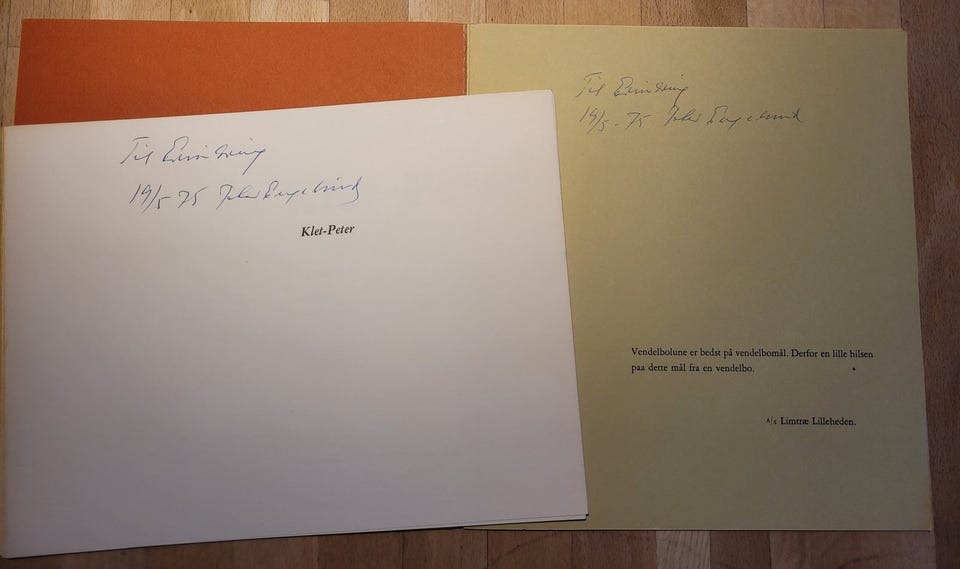 Til Erindring
19/5 75
Klet-Peter
Til Erindring
19/5 - 75
Vendelbolune er bedst på vendelbomål. Derfor en lille hilsen
paa dette mål fra en vendelbo.
A/S Limtræ Lilleheden.